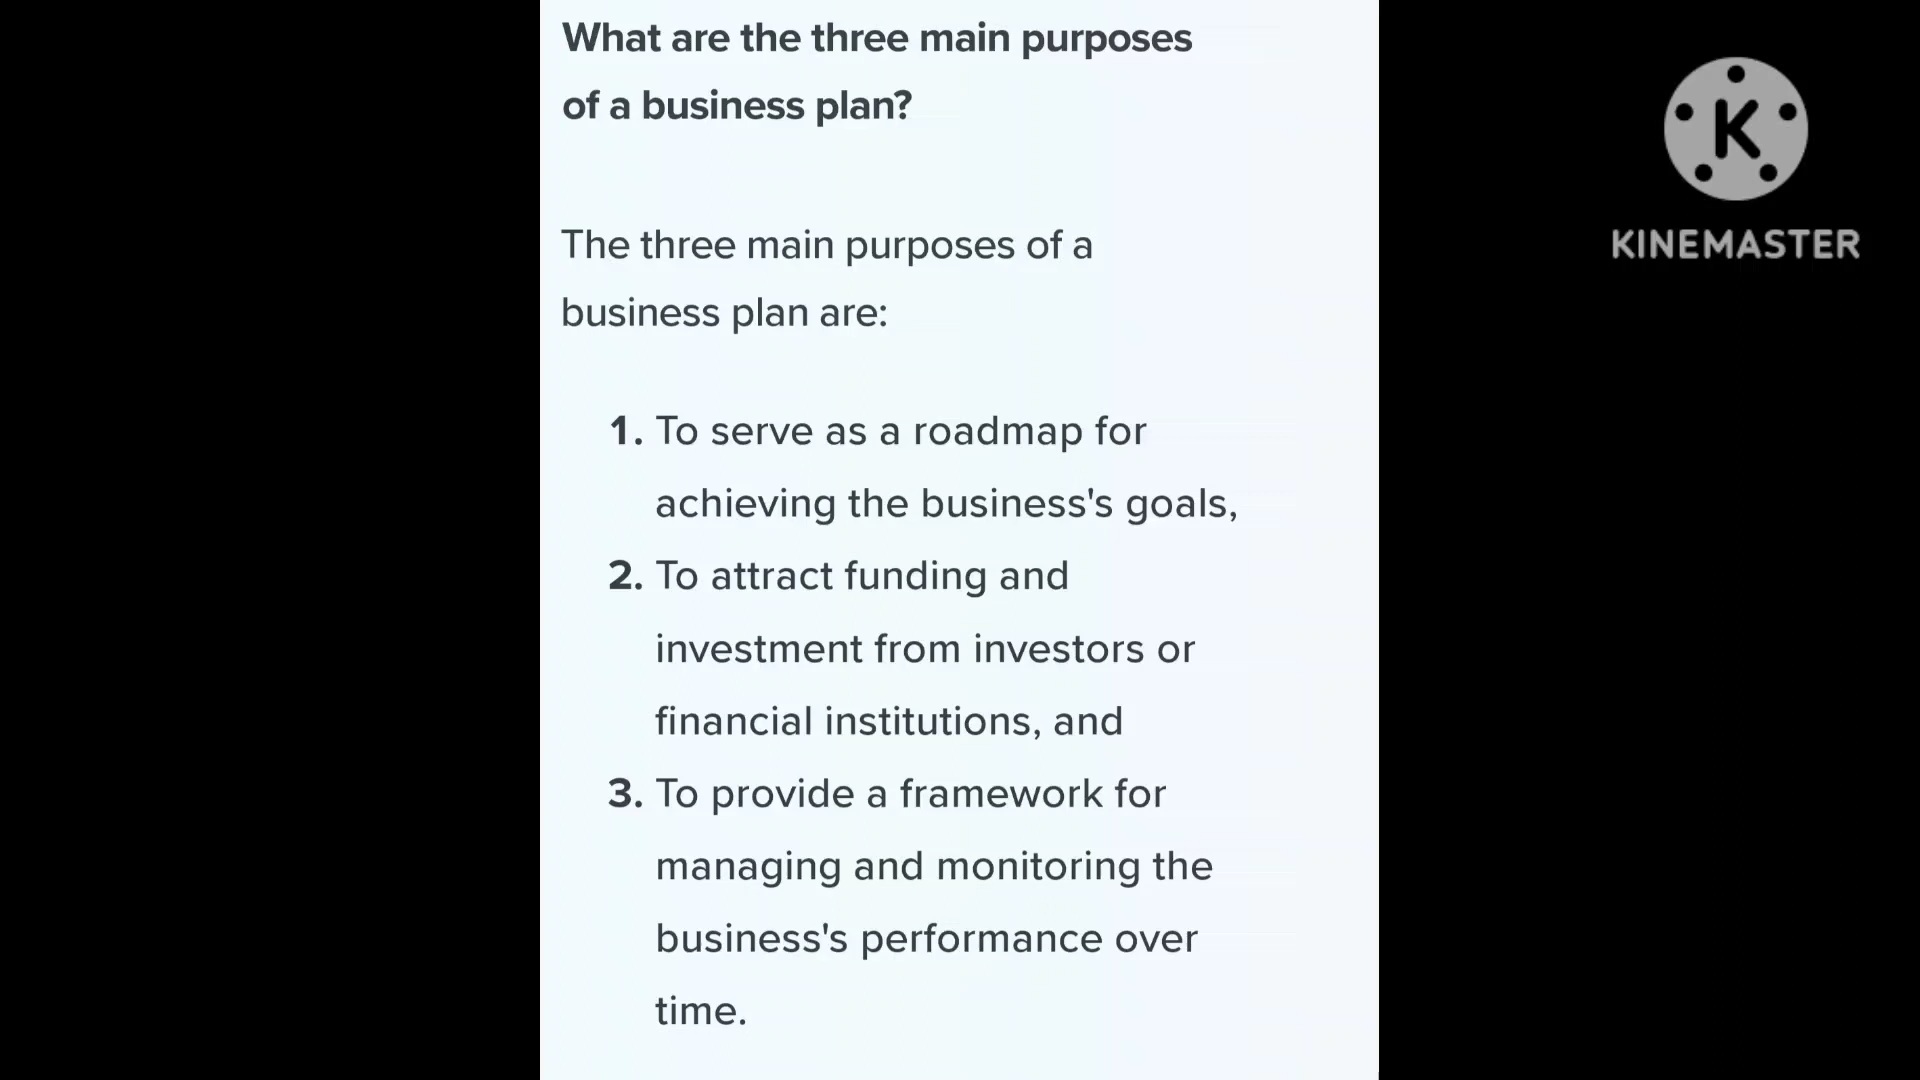 What are the three main purposes
of a business plan?
The three main purposes of a
business plan are:
1. To serve as a roadmap for
achieving the business's goals,
2. To attract funding and
investment from investors or
financial institutions, and
3. To provide a framework for
managing and monitoring the
business's performance over
time.
K
KINEMASTER